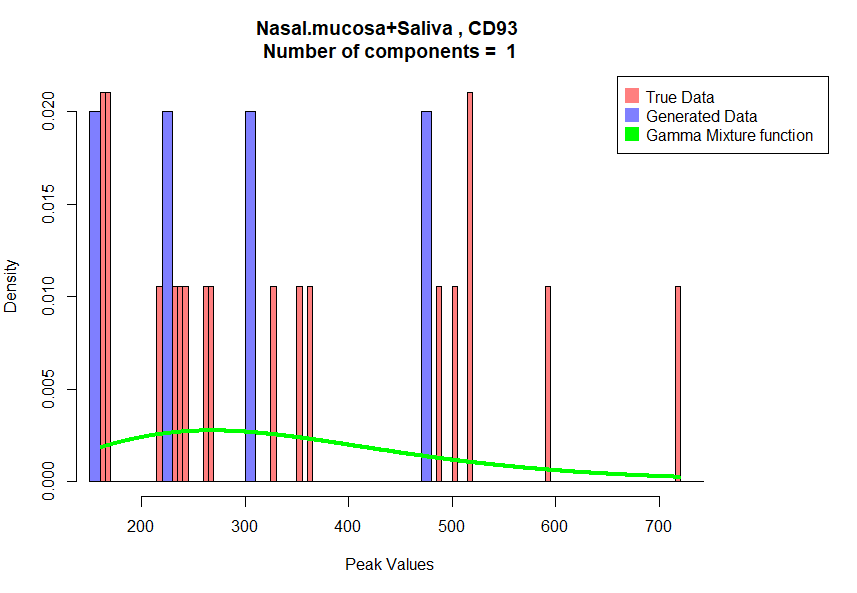 Nasal.mucosa+Saliva , CD93
Number of components =  1
True Data
Generated Data
Gamma Mixture function
Density
0.020
0.015
0.010
0.005
0.000
200 300 400 500 600 700
Peak Values